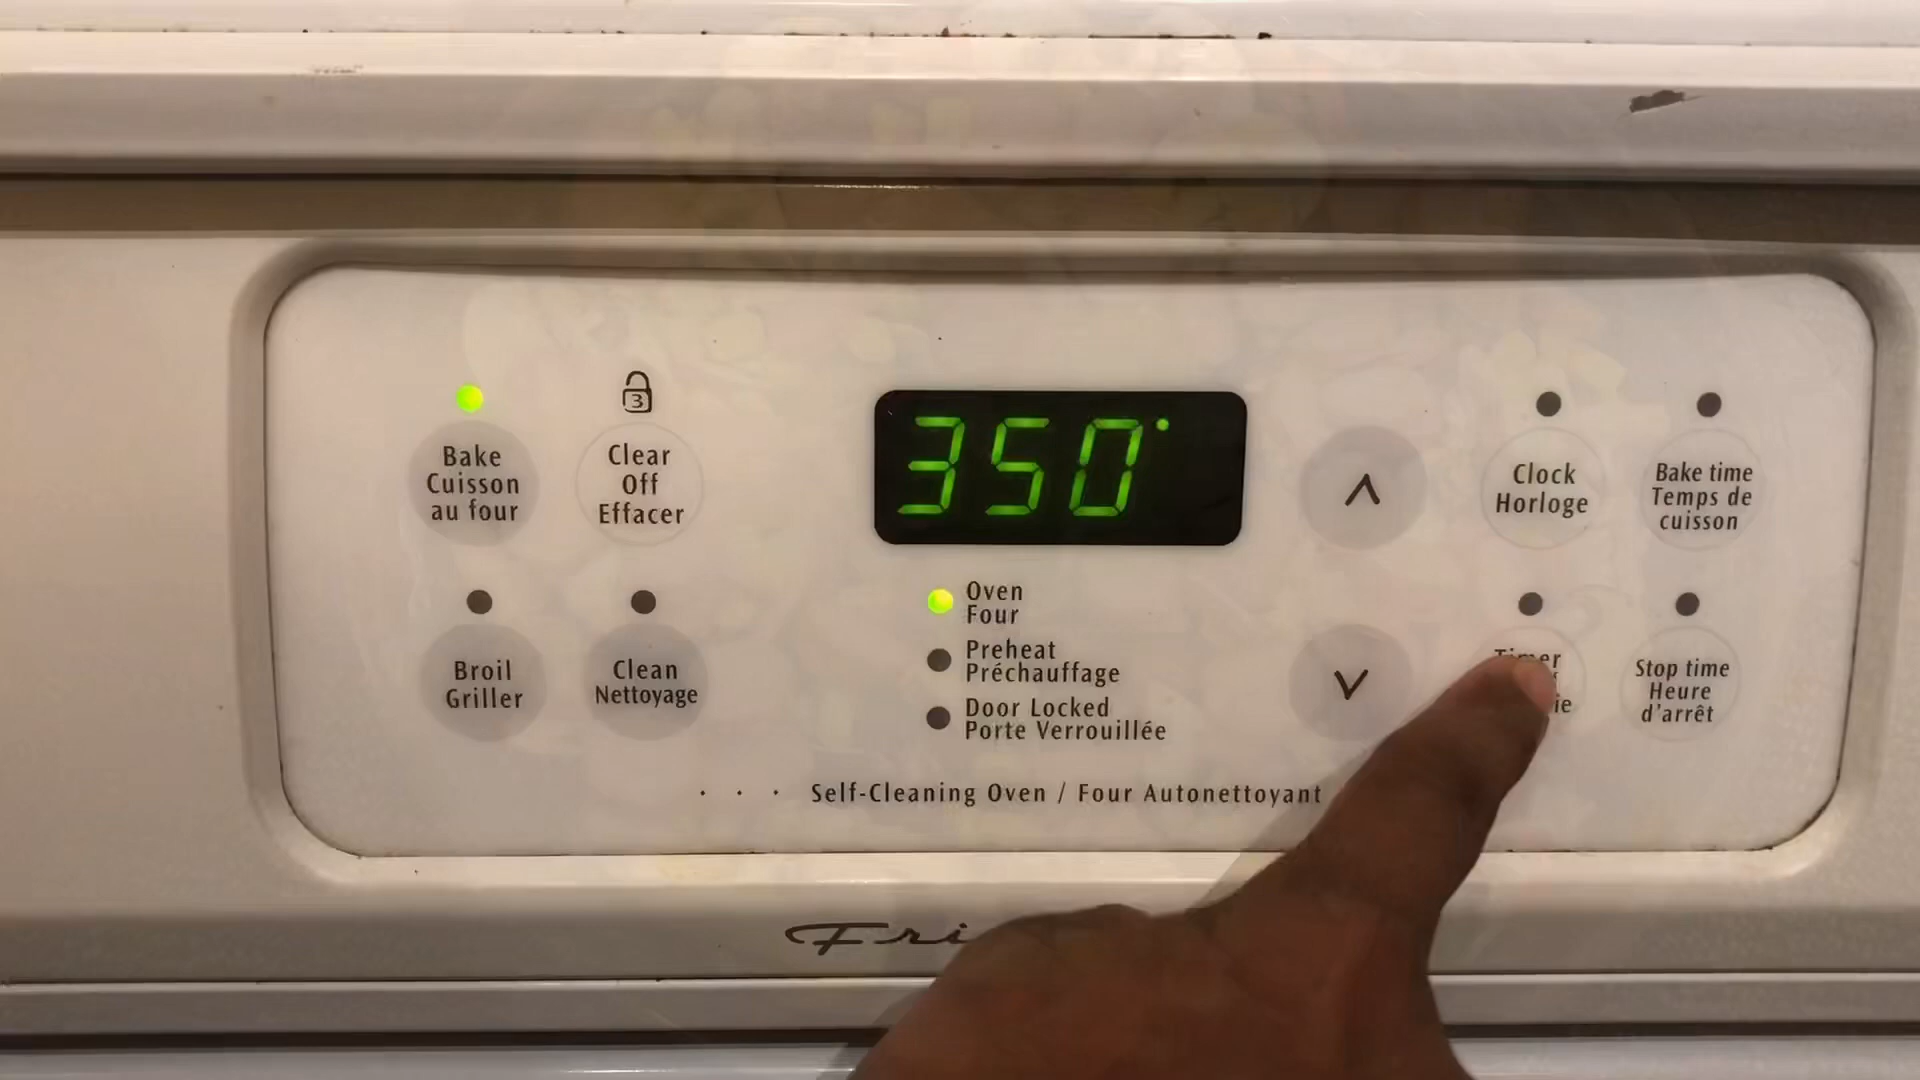 Bake
Cuisson
au four
3
Clear
Off
Effacer
350°
Clock
Horloge
Bake time
Temps de
cuisson
Oven
Four
Preheat
Préchauffage
Door Locked
Porte Verrouillée
Broil
Griller
Clean
Nettoyage
Timer
Stop time
Heure
d'arrêt
Self-Cleaning Oven / Four Autonettoyant